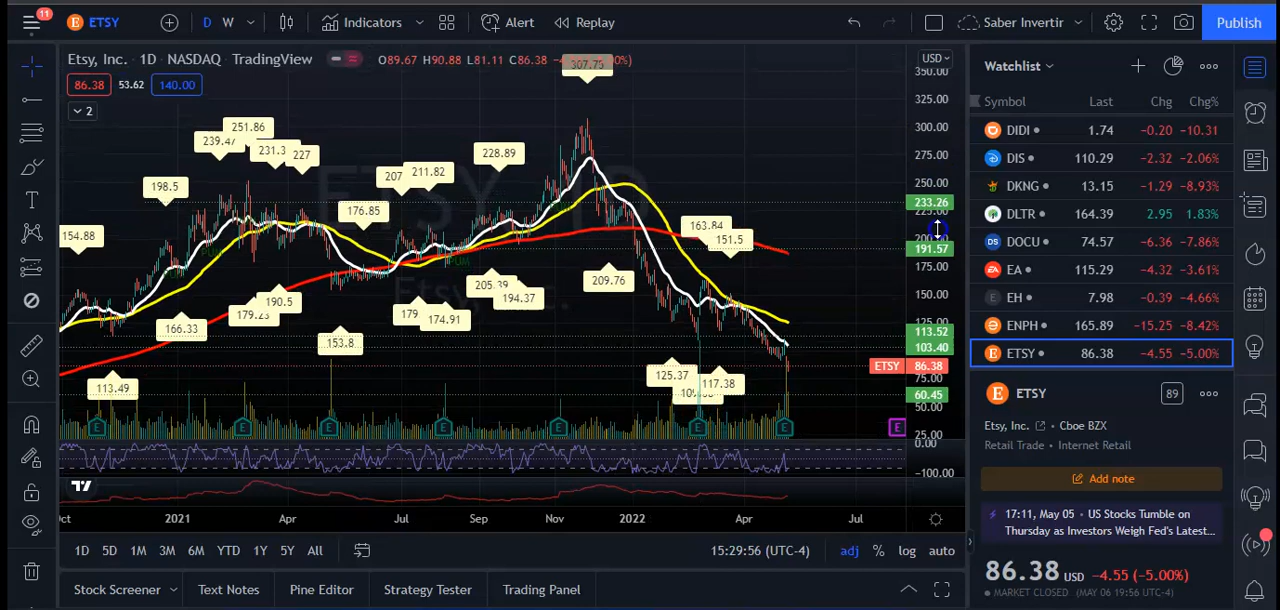 11
ETSY
D W
Indicators
Alert
Replay
Saber Invertir
Publish
Etsy, Inc. · 1D · NASDAQ · TradingView
O89.67 H90.88 L81.11 C86.38
86.38 53.62 140.00
2
USD
350.00
325.00
300.00
275.00
250.00
233.26
225.00
191.57
175.00
150.00
125.00
113.52
103.40
ETSY 86.38
75.00
60.45
50.00
25.00
0.00
−100.00
307.75
251.86
239.47
231.3
227
228.89
198.5
207
211.82
176.85
163.84
151.5
154.88
205.39
194.37
209.76
190.5
179.23
179
174.91
166.33
153.8
125.37
117.38
113.49
ETSY, 1D
Etsy, Inc.
E E E E E E E E
Oct 2021 Apr Jul Sep Nov 2022 Apr Jul
1D 5D 1M 3M 6M YTD 1Y 5Y All
15:29:56 (UTC-4) adj % log auto
Stock Screener
Text Notes
Pine Editor
Strategy Tester
Trading Panel
Watchlist
Symbol Last Chg Chg%
DIDI 1.74 −0.20 −10.31
DIS 110.29 −2.32 −2.06%
DKNG 13.15 −1.29 −8.93%
DLTR 164.39 2.95 1.83%
DOCU 74.57 −6.36 −7.86%
EA 115.29 −4.32 −3.61%
EH 7.98 −0.39 −4.66%
ENPH 165.89 −15.25 −8.42%
ETSY 86.38 −4.55 −5.00%
ETSY
89
Etsy, Inc. · Cboe BZX
Retail Trade · Internet Retail
Add note
17:11, May 05 · US Stocks Tumble on
Thursday as Investors Weigh Fed's Latest...
86.38 USD −4.55 (−5.00%)
MARKET CLOSED (MAY 06 19:56 UTC-4)